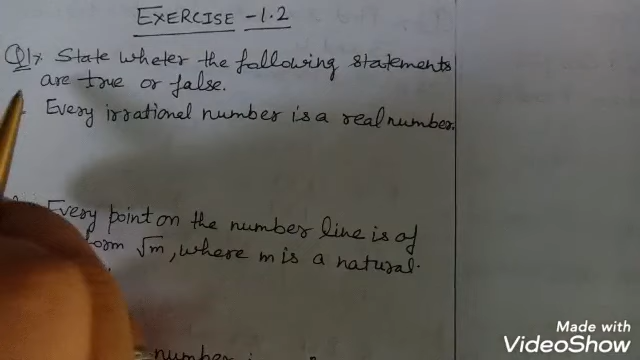 EXERCISE - 1.2
Q1. State wheter the following statements
are true or false.
Every irrational number is a real number.
Every point on the number line is of
form √m, where m is a natural.
number
Made with
VideoShow